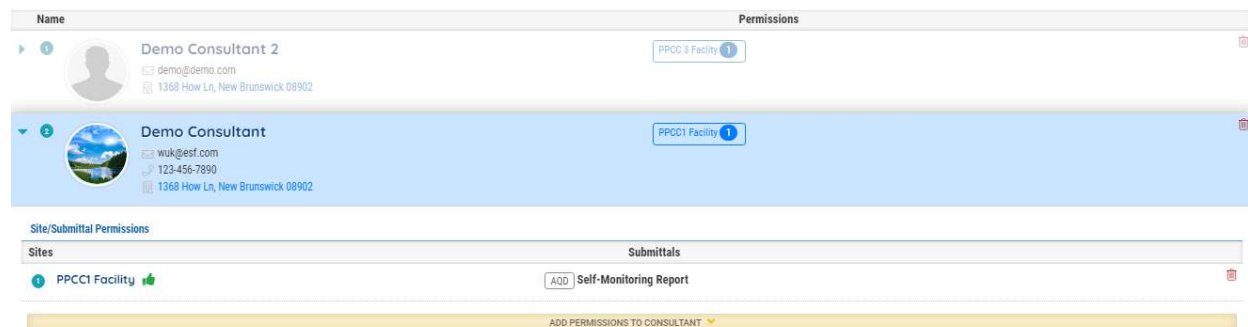 Name Permissions
1 Demo Consultant 2 PPCC 3 Faclity 1
demo@demo.com
1368 How Ln, New Brunswick 08902
2 Demo Consultant PPCC1 Facility 1
wuk@esf.com
123-456-7890
1368 How Ln, New Brunswick 08902
Site/Submittal Permissions
Sites Submittals
1 PPCC1 Facility AQD Self-Monitoring Report
ADD PERMISSIONS TO CONSULTANT